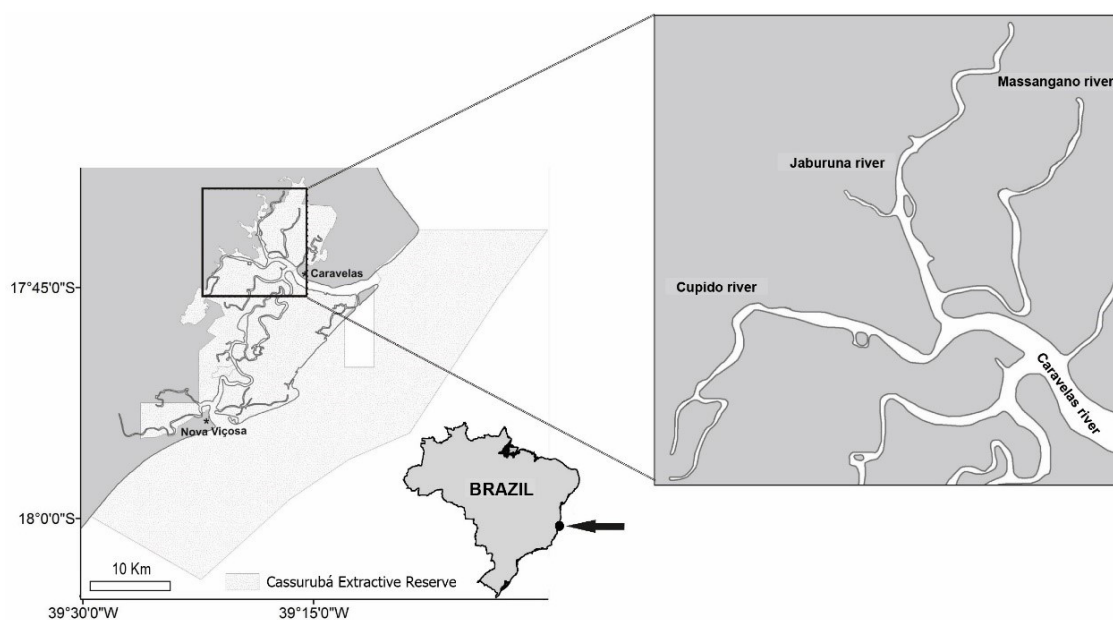 Massangano river
Jaburuna river
Cupido river
Caravelas river
Caravelas
17°45'0"S
Nova Viçosa
BRAZIL
18°0'0"S
10 Km
Cassurubá Extractive Reserve
39°30'0"W
39°15'0"W